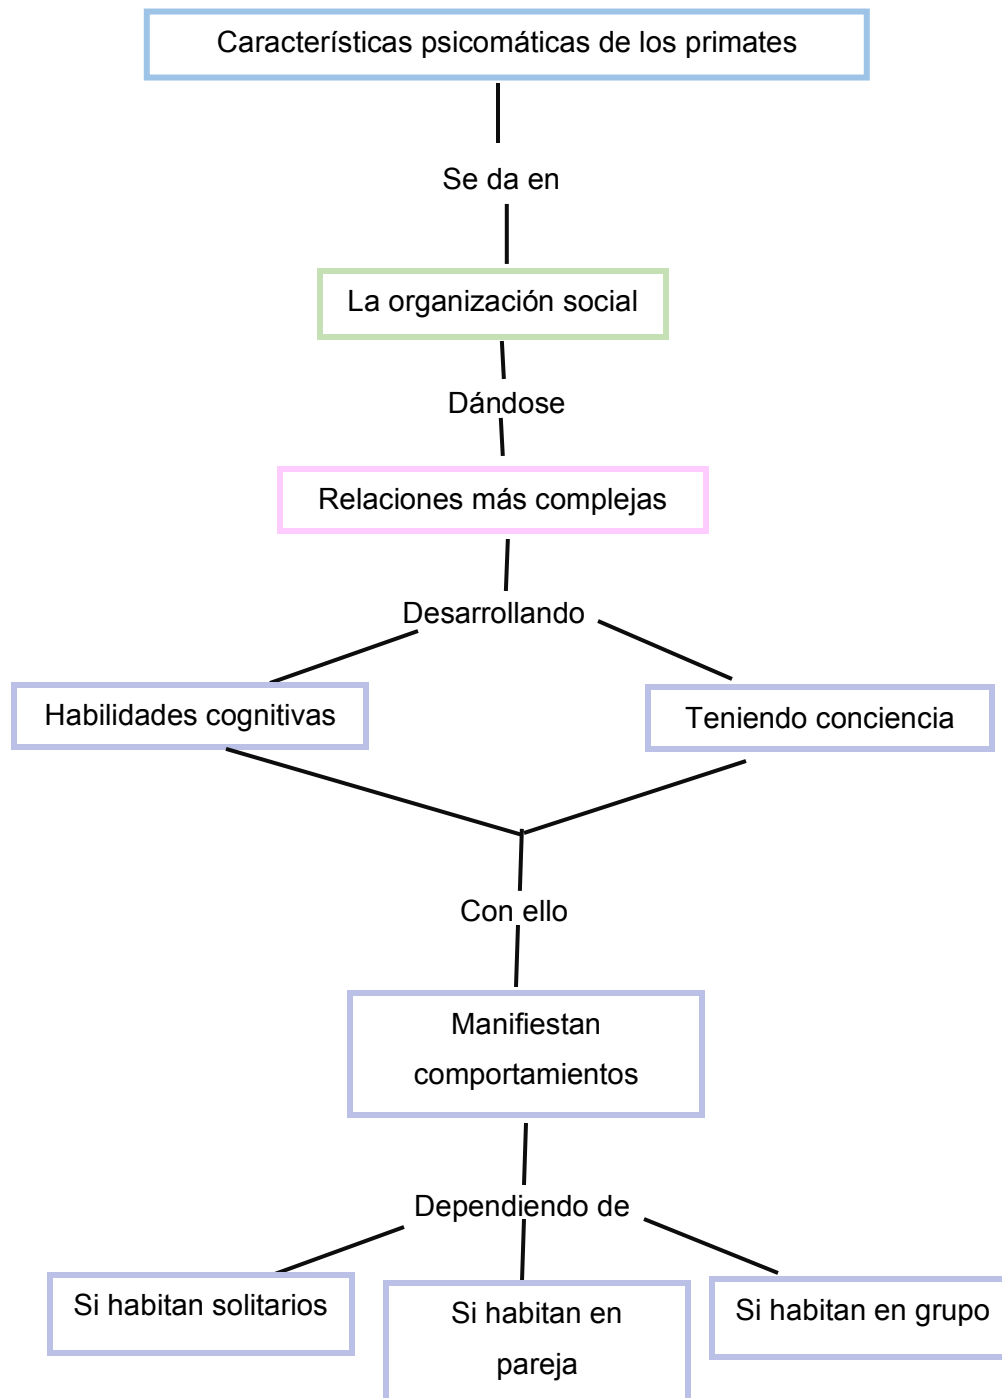 Características psicomáticas de los primates
Se da en
La organización social
Dándose
Relaciones más complejas
Desarrollando
Habilidades cognitivas
Teniendo conciencia
Con ello
Manifiestan
comportamientos
Dependiendo de
Si habitan solitarios
Si habitan en
pareja
Si habitan en grupo